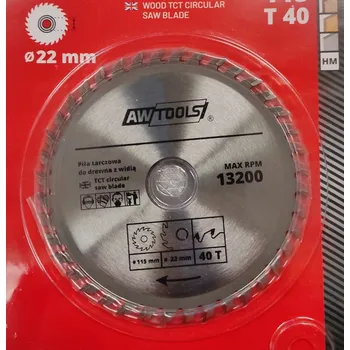 WOOD TCT CIRCULAR
SAW BLADE
T 40
ø22 mm
HM
AWTOOLS®
Piła tarczowa
do drewna z widią
TCT circular
saw blade
MAX RPM
13200
ø 115 mm
ø 22 mm
40 T